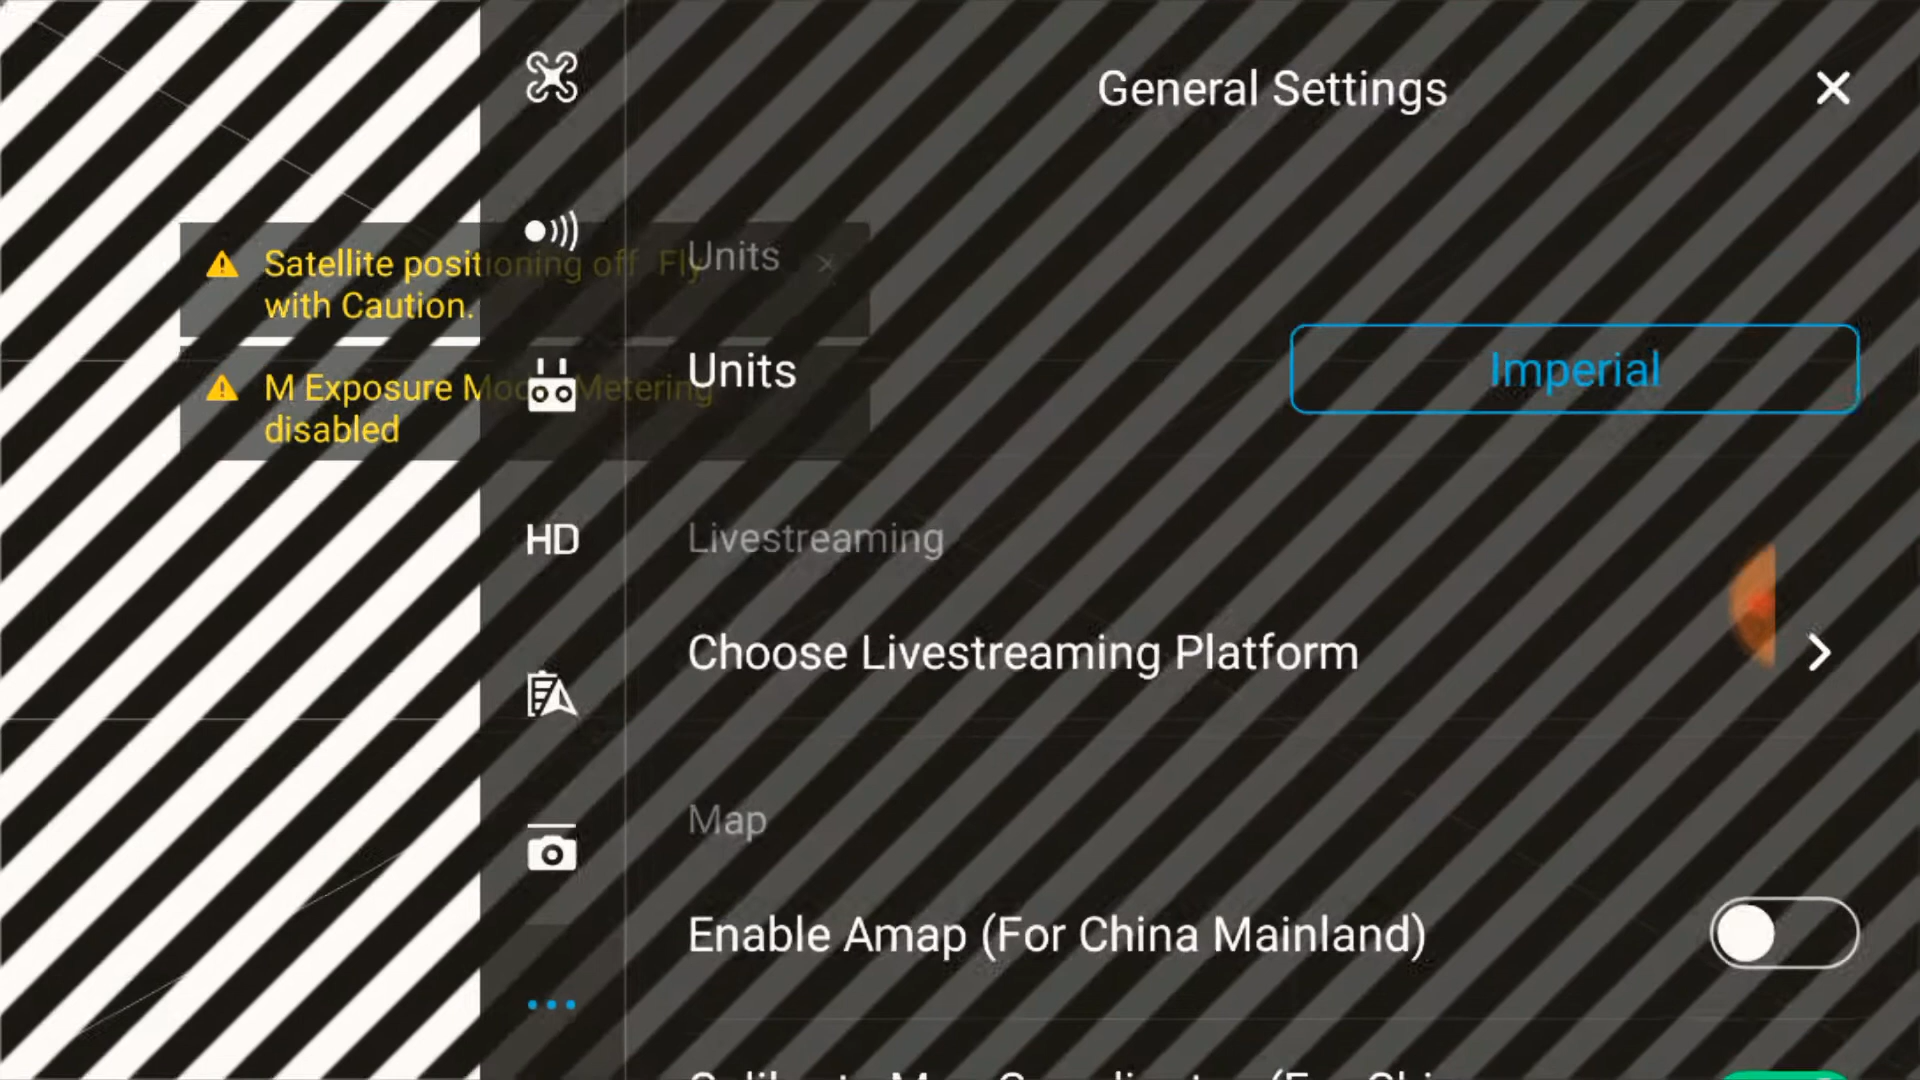 General Settings
Satellite positioning off Fly
with Caution.
Units
M Exposure Mode Metering
disabled
Units
Imperial
HD
Livestreaming
Choose Livestreaming Platform
Map
Enable Amap (For China Mainland)